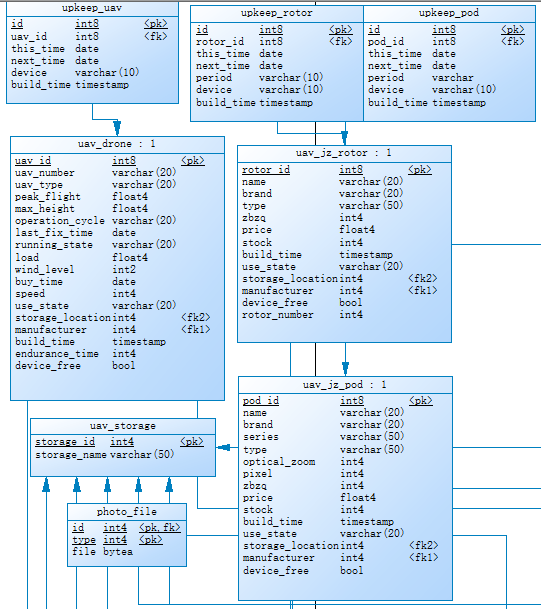 upkeep_uav
id int8 <pk>
uav_id int8 <fk>
this_time date
next_time date
device varchar(10)
build_time timestamp
upkeep_rotor
id int8 <pk>
rotor_id int8 <fk>
this_time date
next_time date
period varchar(10)
device varchar(10)
build_time timestamp
upkeep_pod
id int8 <pk>
pod_id int8 <fk>
this_time date
next_time date
period varchar
device varchar(10)
build_time timestamp
uav_drone : 1
uav_id int8 <pk>
uav_number varchar(20)
uav_type varchar(20)
peak_flight float4
max_height float4
operation_cycle varchar(20)
last_fix_time date
running_state varchar(20)
load float4
wind_level int2
buy_time date
speed int4
use_state varchar(20)
storage_location int4 <fk2>
manufacturer int4 <fk1>
build_time timestamp
endurance_time int4
device_free bool
uav_jz_rotor : 1
rotor_id int8 <pk>
name varchar(20)
brand varchar(20)
type varchar(50)
zbzq int4
price float4
stock int4
build_time timestamp
use_state varchar(20)
storage_location int4 <fk2>
manufacturer int4 <fk1>
device_free bool
rotor_number int4
uav_jz_pod : 1
pod_id int8 <pk>
name varchar(20)
brand varchar(20)
series varchar(50)
type varchar(50)
optical_zoom int4
pixel int4
zbzq int4
price float4
stock int4
build_time timestamp
use_state varchar(20)
storage_location int4 <fk2>
manufacturer int4 <fk1>
device_free bool
uav_storage
storage_id int4 <pk>
storage_name varchar(50)
photo_file
id int4 <pk,fk>
type int4 <pk>
file bytea